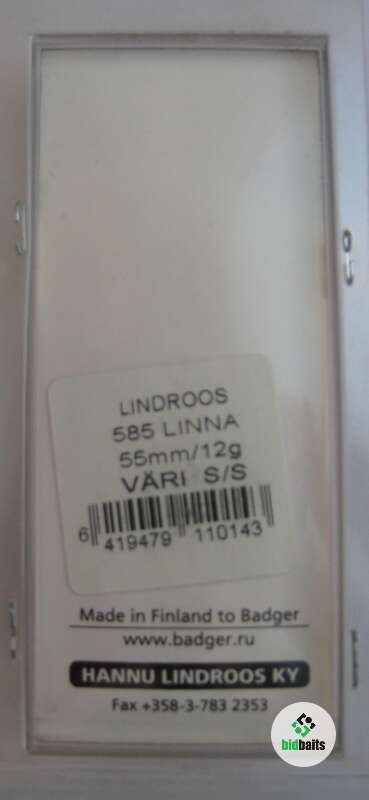 LINDROOS
585 LINNA
55mm/12g
VÄRI S/S
6 419479 110143
Made in Finland to Badger
www.badger.ru
HANNU LINDROOS KY
Fax +358-3-783 2353
bidbaits